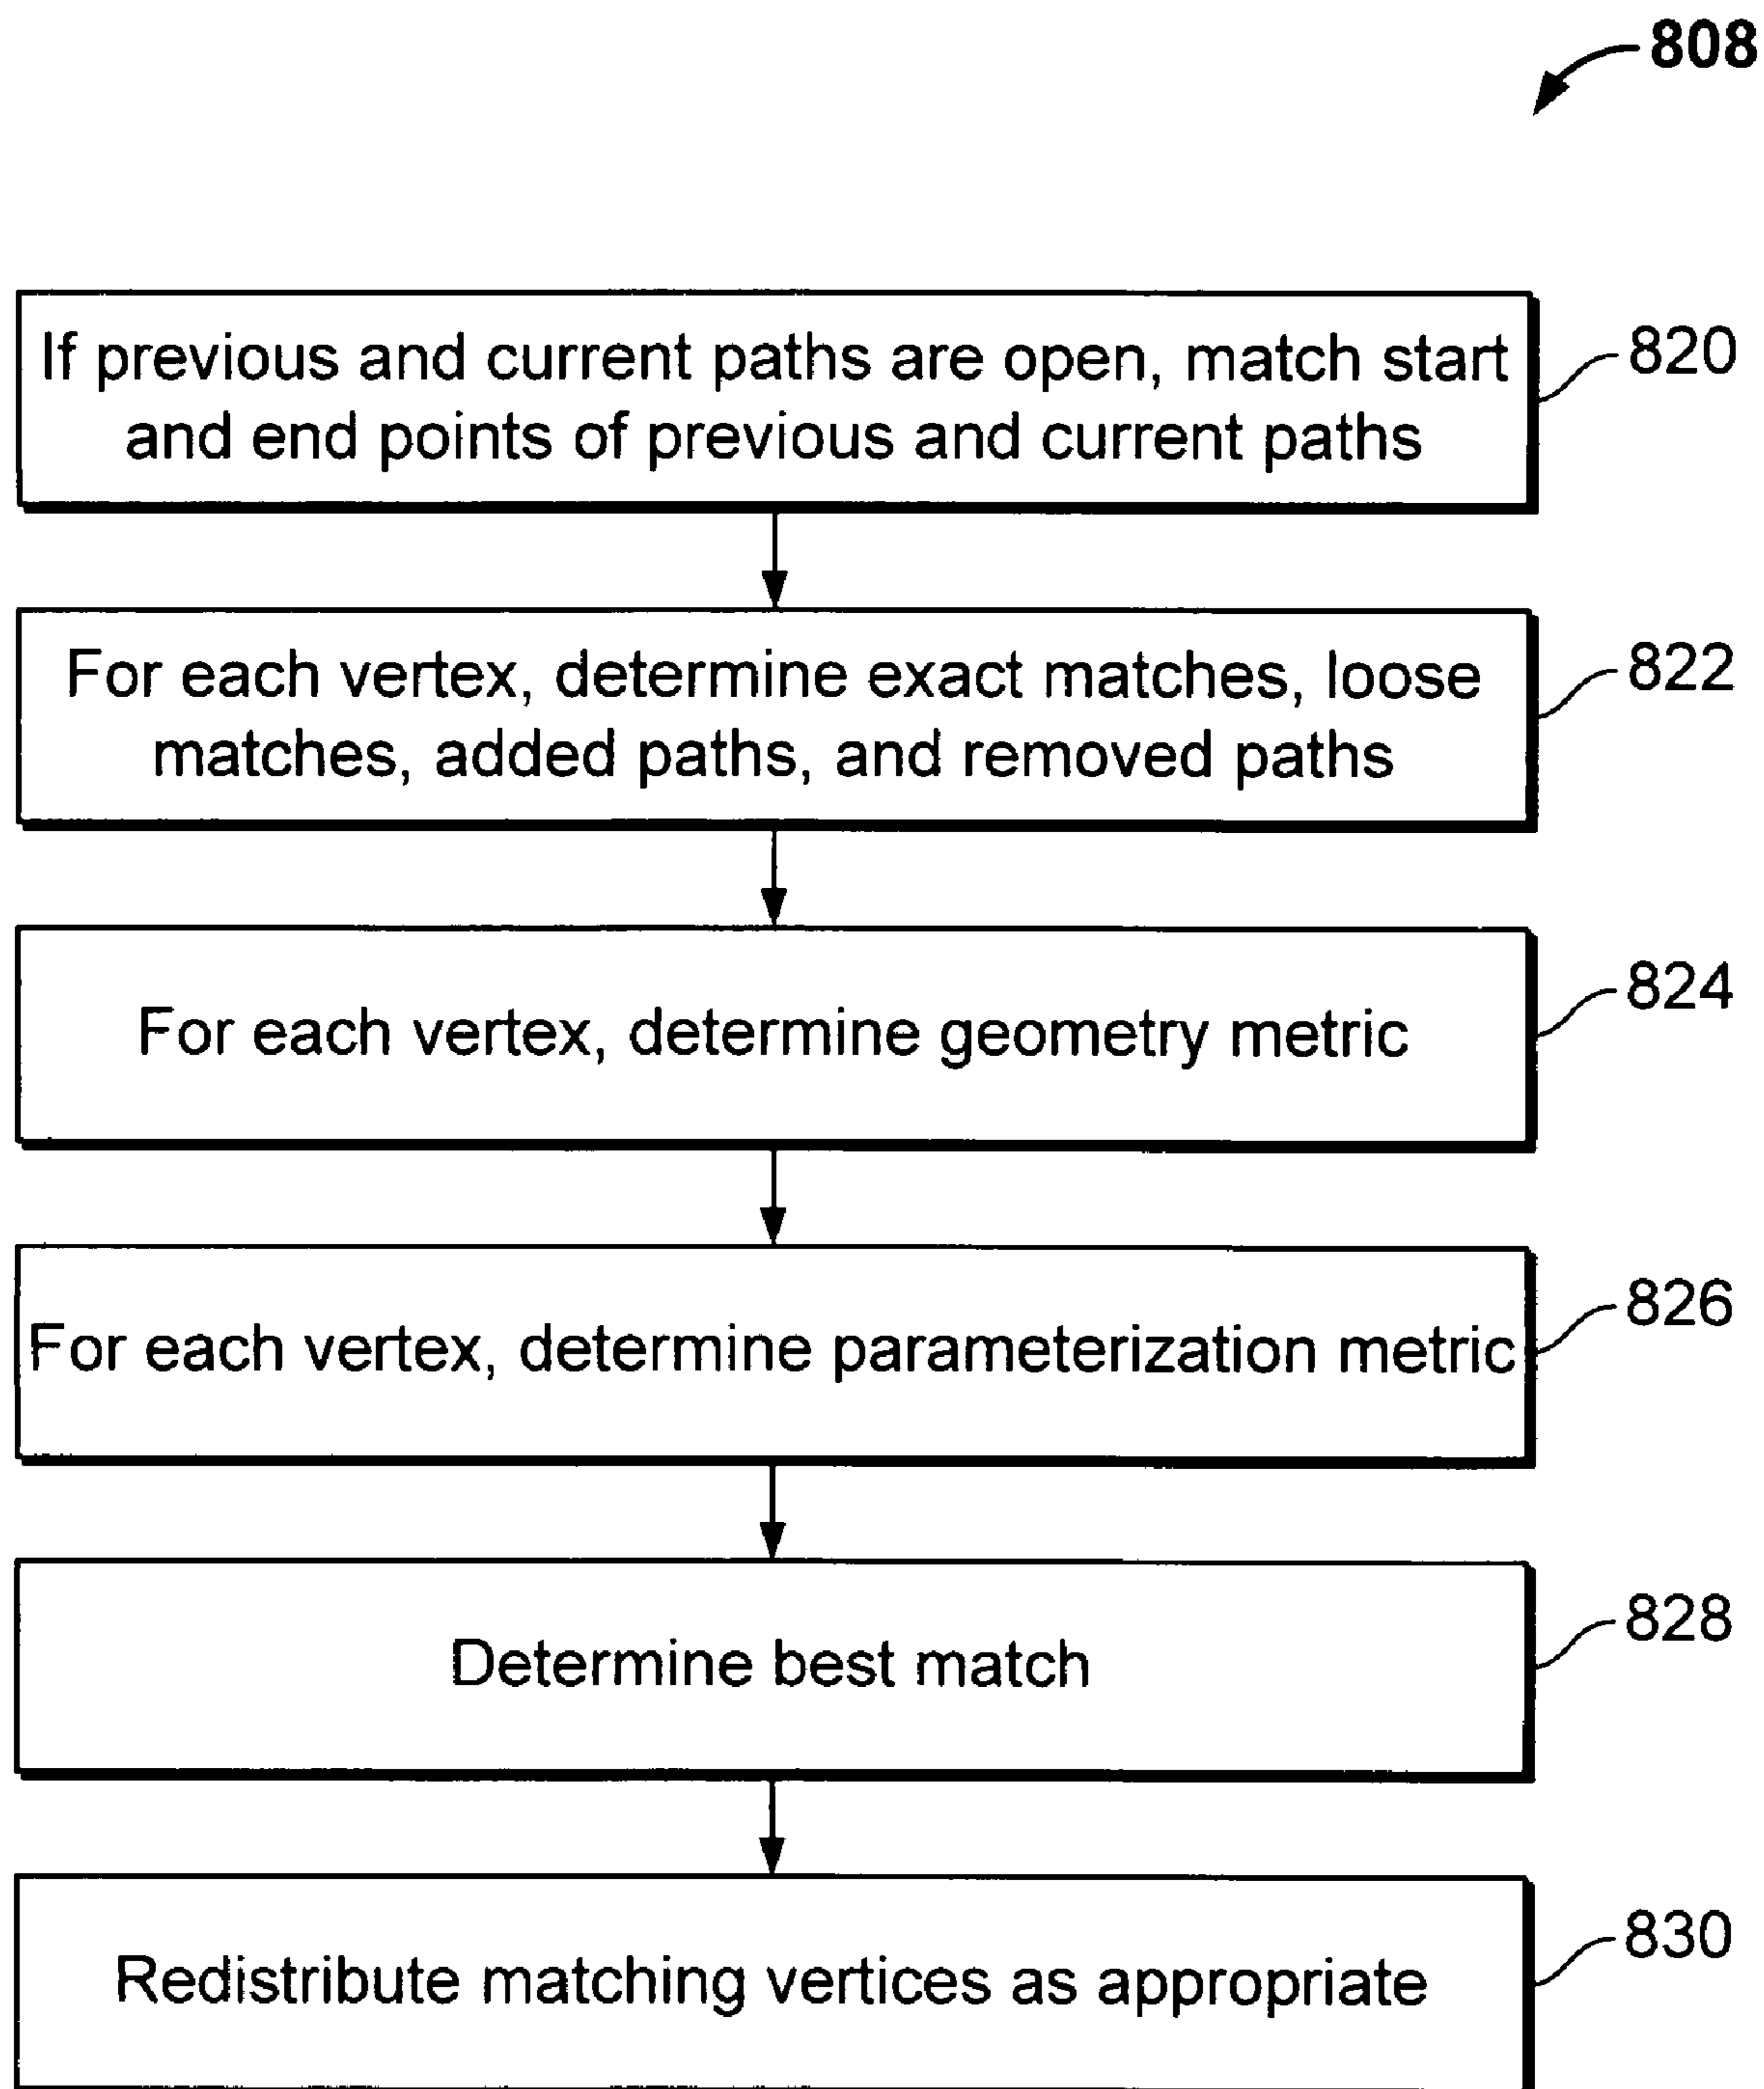 808
If previous and current paths are open, match start
and end points of previous and current paths
820
For each vertex, determine exact matches, loose
matches, added paths, and removed paths
822
For each vertex, determine geometry metric
824
For each vertex, determine parameterization metric
826
Determine best match
828
Redistribute matching vertices as appropriate
830